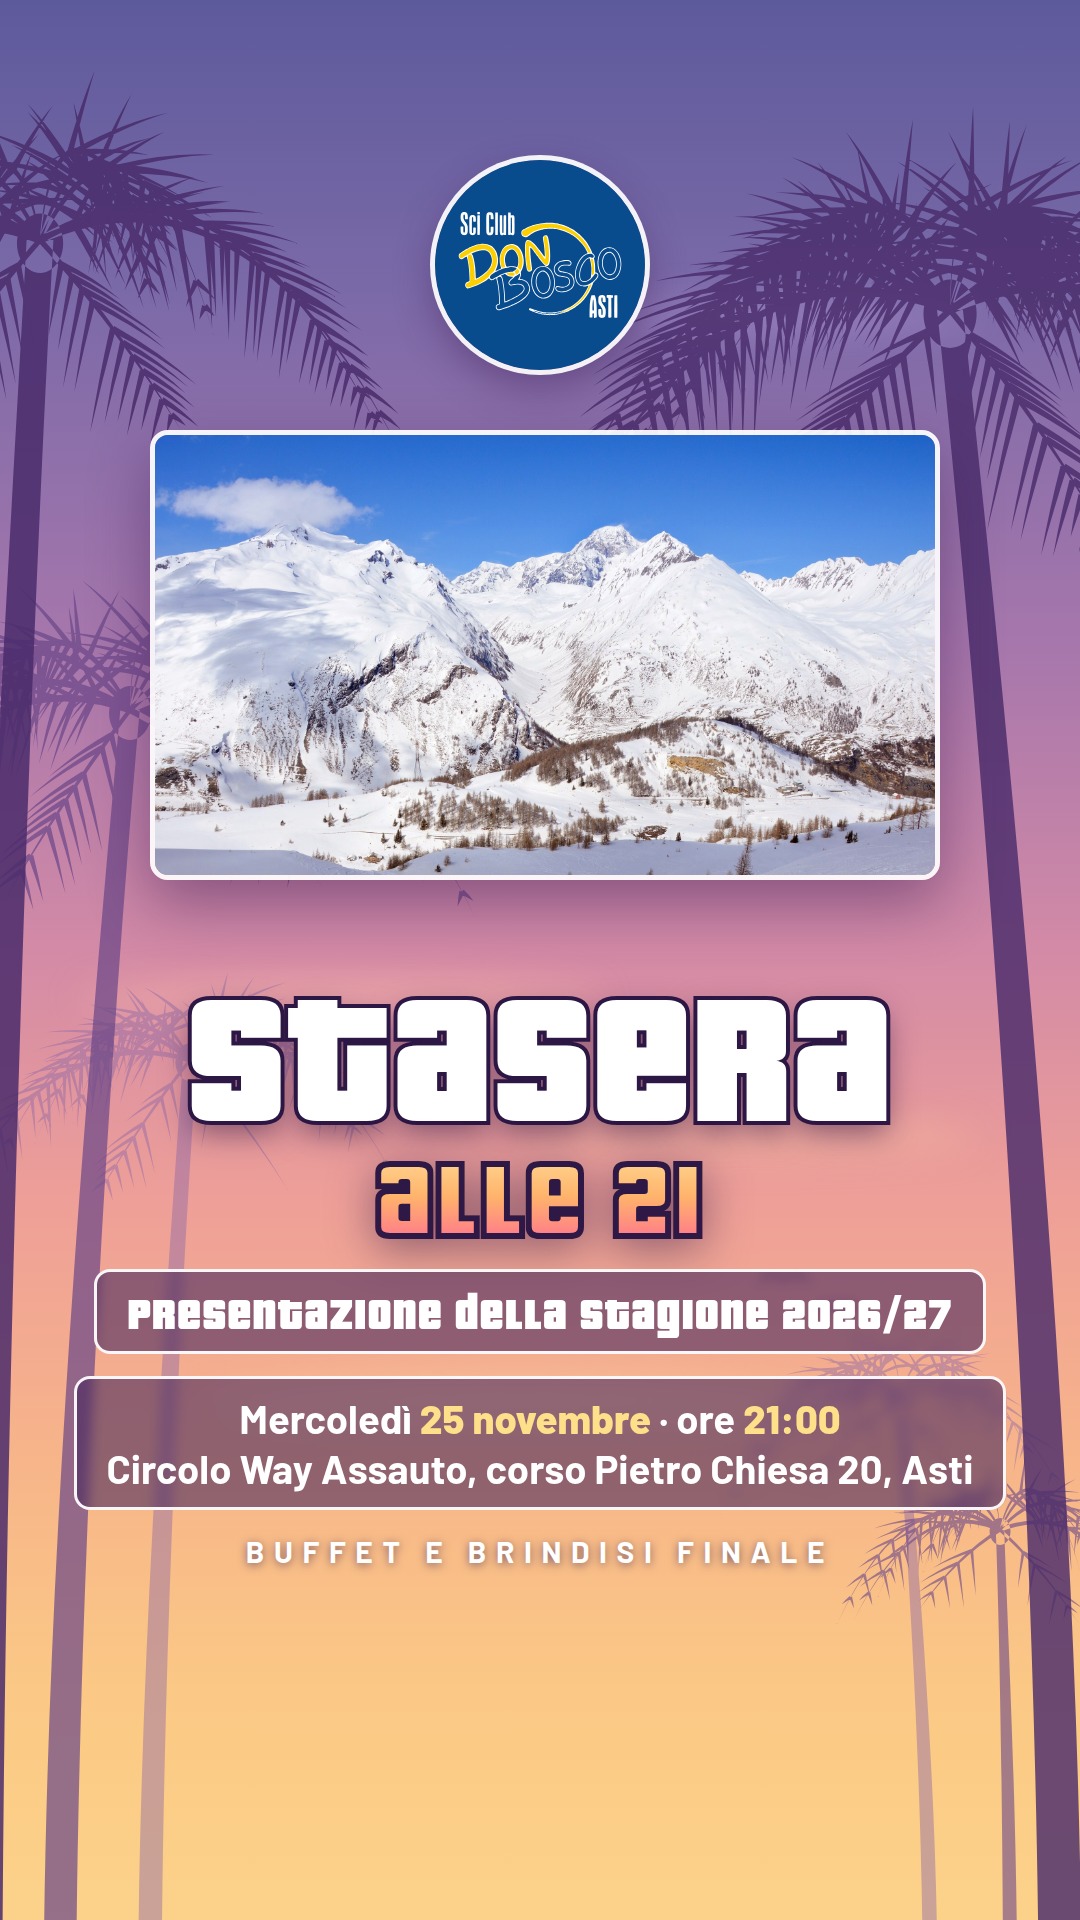 Sci Club
DON
BOSCO
ASTI
stasera
alle 21
Presentazione della stagione 2026/27
Mercoledì 25 novembre · ore 21:00
Circolo Way Assauto, corso Pietro Chiesa 20, Asti
BUFFET E BRINDISI FINALE